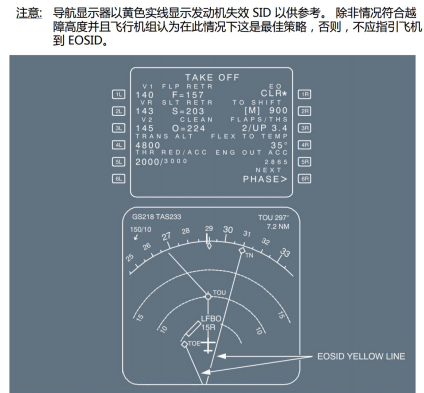 注意: 导航显示器以黄色实线显示发动机失效 SID 以供参考。 除非情况符合越
障高度并且飞行机组认为在此情况下这是最佳策略，否则，不应指引飞机
到 EOSID。
TAKE OFF
V1 FLP RETR EO
1L 140 F=157 CLR* 1R
VR SLT RETR TO SHIFT
2L 143 S=203 [M] 900 2R
V2 CLEAN FLAPS/THS
3L 145 O=224 2/UP 3.4 3R
TRANS ALT FLEX TO TEMP
4L 4800 35° 4R
THR RED/ACC ENG OUT ACC
5L 2000/3000 2865 5R
NEXT
6L PHASE> 6R
GS218 TAS233 TOU 297°
150/10 7.2 NM
25 26 27 28 29 30 31 32 33
TN
TOU
15 10 LFBO 10 15
15R
TOE
EOSID YELLOW LINE